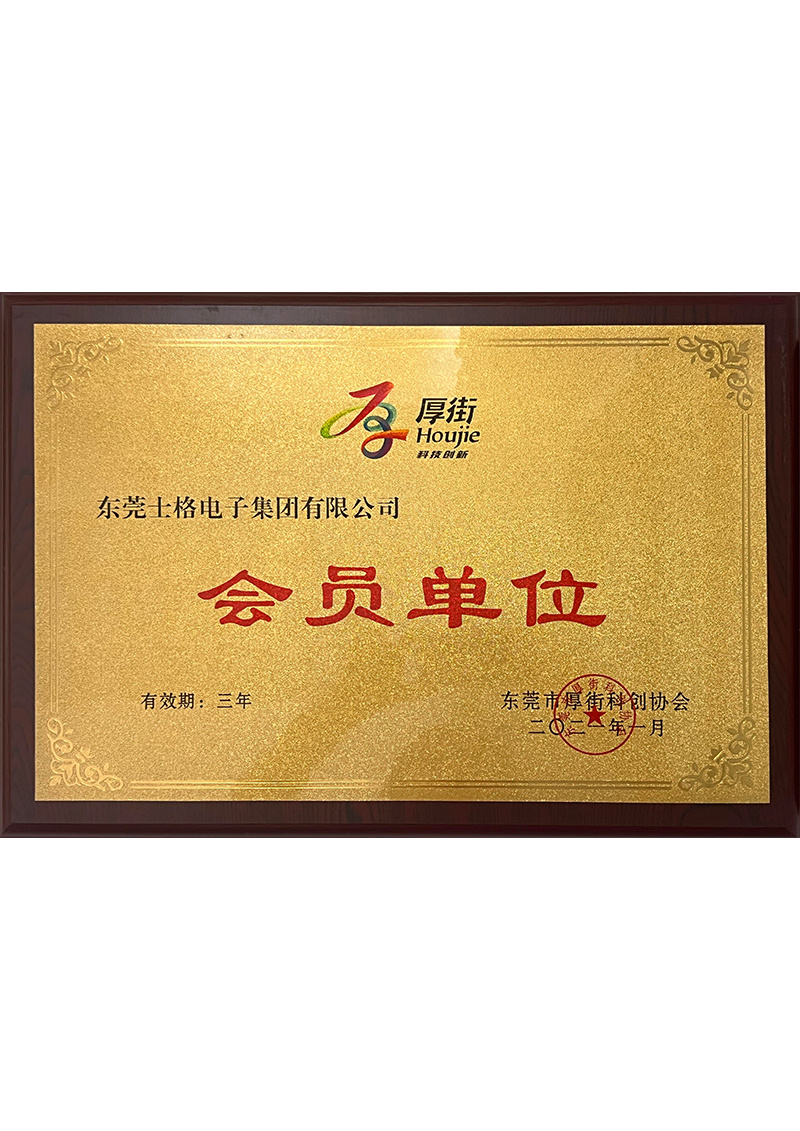 厚街
Houjie
科技创新
东莞士格电子集团有限公司
会员单位
有效期：三年
东莞市厚街科创协会
二〇二一年一月